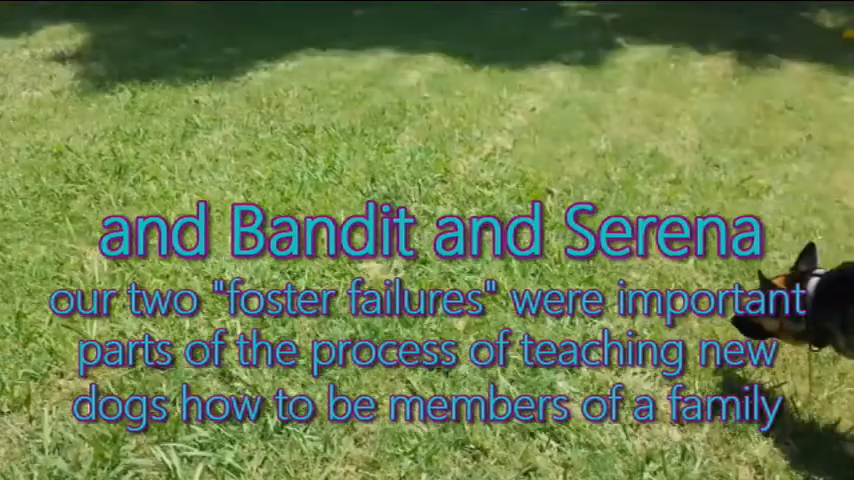 and Bandit and Serena
our two "foster failures" were important
parts of the process of teaching new
dogs how to be members of a family